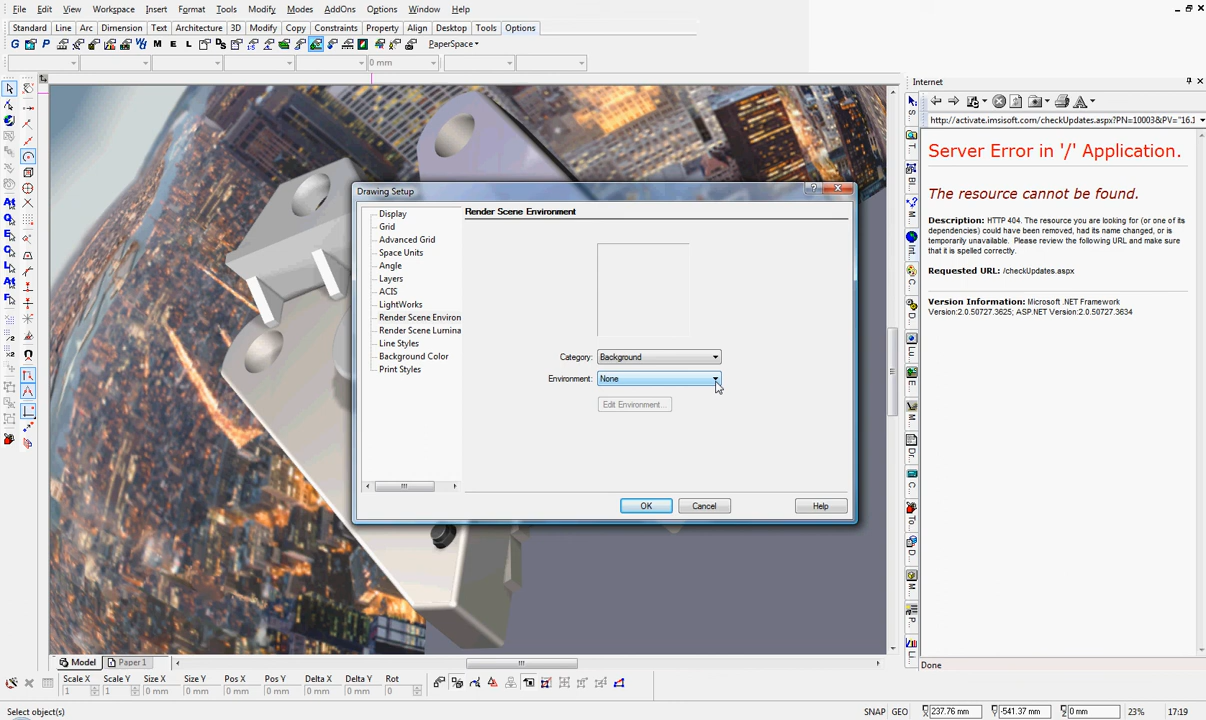 File Edit View Workspace Insert Format Tools Modify Modes AddOns Options Window Help
Standard Line Arc Dimension Text Architecture 3D Modify Copy Constraints Property Align Desktop Tools Options
PaperSpace
0 mm
Internet
http://activate.imsisoft.com/checkUpdates.aspx?PN=10003&PV="16.1
Server Error in '/' Application.
The resource cannot be found.
Description: HTTP 404. The resource you are looking for (or one of its
dependencies) could have been removed, had its name changed, or is
temporarily unavailable. Please review the following URL and make sure
that it is spelled correctly.
Requested URL: /checkUpdates.aspx
Version Information: Microsoft .NET Framework
Version:2.0.50727.3625; ASP.NET Version:2.0.50727.3634
Done
Drawing Setup
Display
Grid
Advanced Grid
Space Units
Angle
Layers
ACIS
LightWorks
Render Scene Environ
Render Scene Lumina
Line Styles
Background Color
Print Styles
Render Scene Environment
Category: Background
Environment: None
Edit Environment...
OK Cancel Help
Model Paper 1
Scale X Scale Y Size X Size Y Pos X Pos Y Delta X Delta Y Rot
1 1 0 mm 0 mm 0 mm 0 mm 0 mm 0 mm 0
Select object(s)
SNAP GEO 237.76 mm -541.37 mm 0 mm 23% 17:19